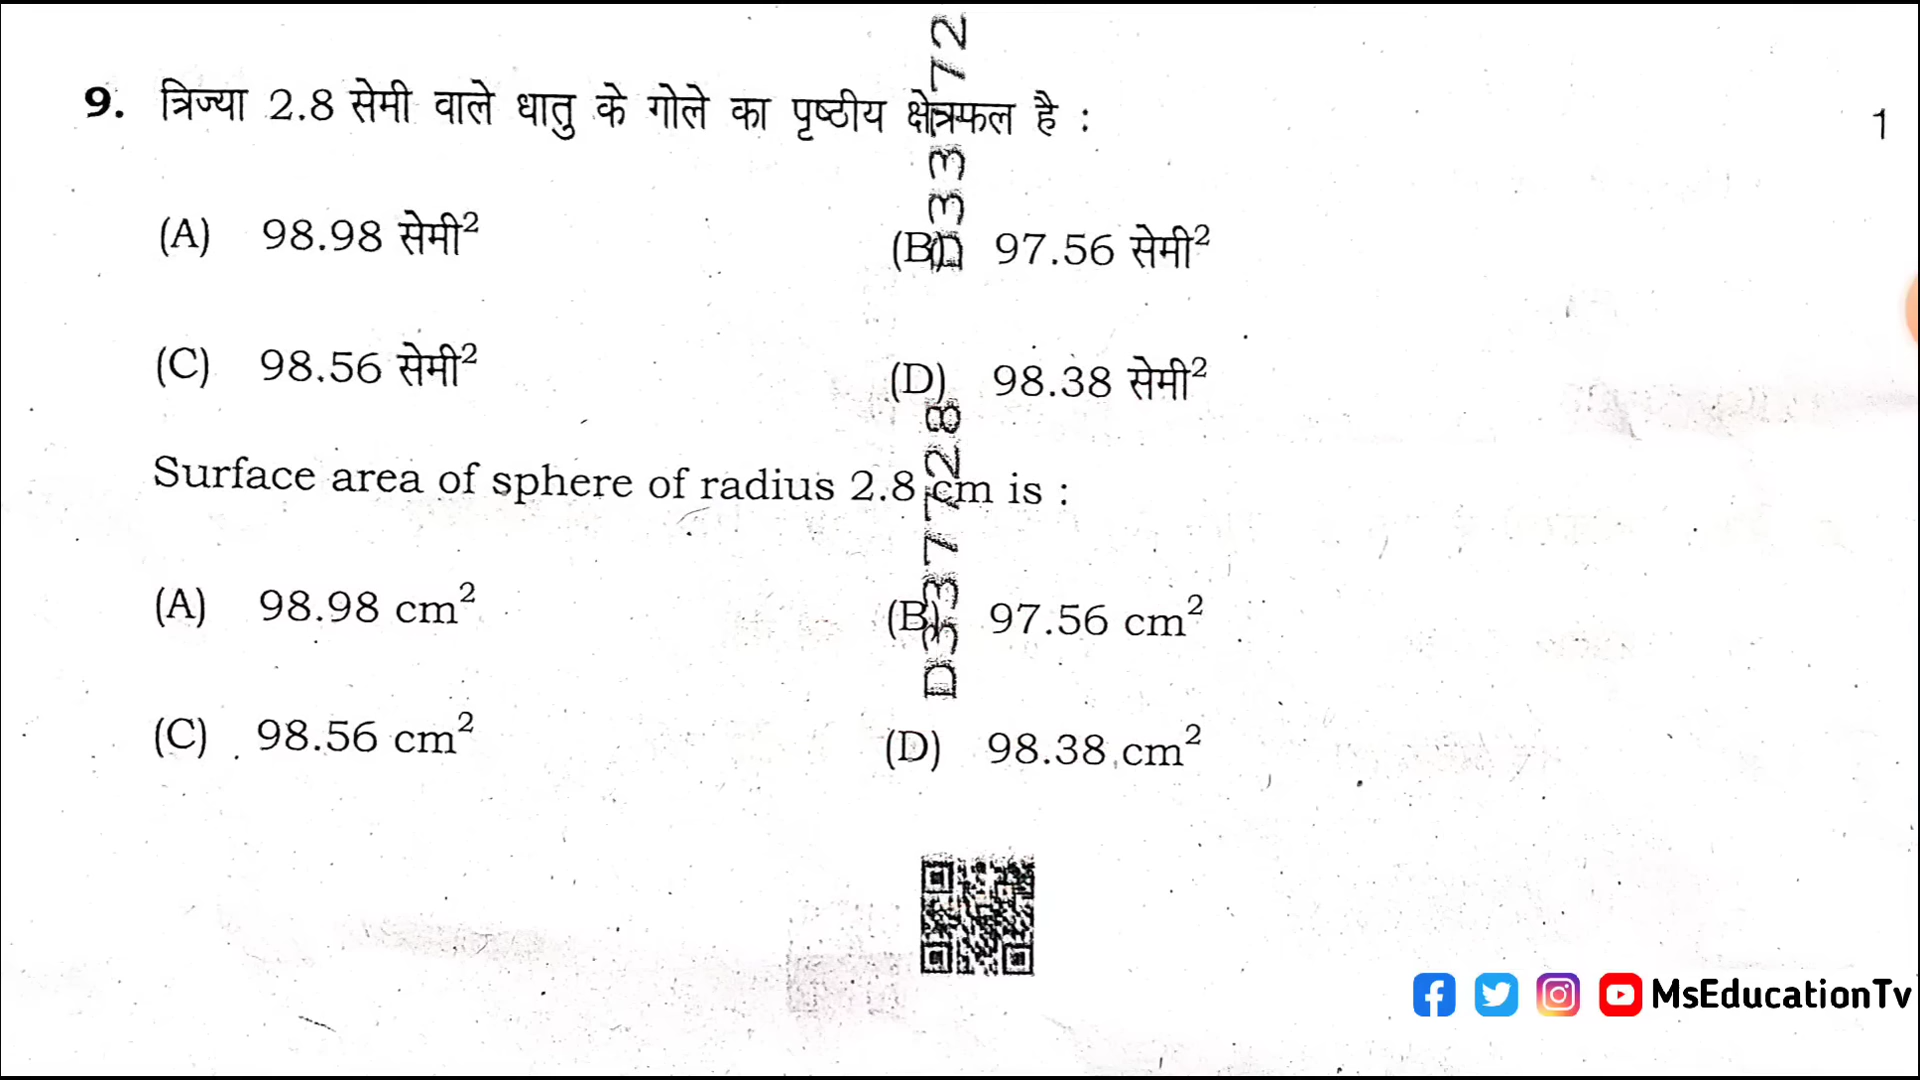 9. त्रिज्या 2.8 सेमी वाले धातु के गोले का पृष्ठीय क्षेत्रफल है : 1
(A) 98.98 सेमी² (B) 97.56 सेमी²
(C) 98.56 सेमी² (D) 98.38 सेमी²
Surface area of sphere of radius 2.8 cm is :
(A) 98.98 cm² (B) 97.56 cm²
(C) 98.56 cm² (D) 98.38 cm²
D337728
MsEducationTv